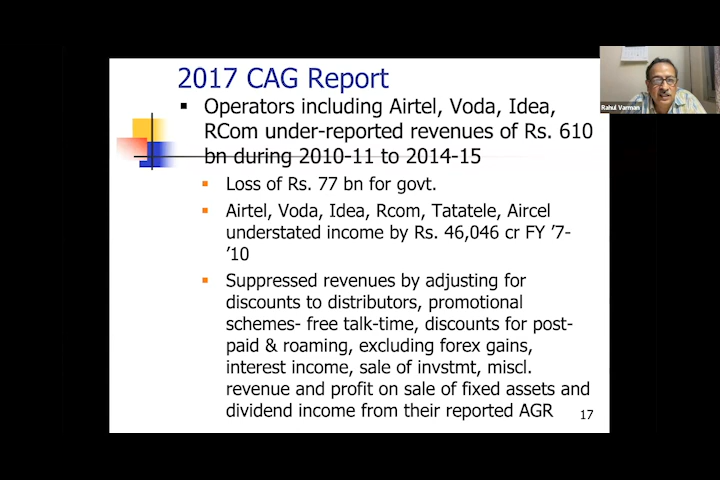 2017 CAG Report
▪ Operators including Airtel, Voda, Idea,
RCom under-reported revenues of Rs. 610
bn during 2010-11 to 2014-15
▪ Loss of Rs. 77 bn for govt.
▪ Airtel, Voda, Idea, Rcom, Tatatele, Aircel
understated income by Rs. 46,046 cr FY ’7-
’10
▪ Suppressed revenues by adjusting for
discounts to distributors, promotional
schemes- free talk-time, discounts for post-
paid & roaming, excluding forex gains,
interest income, sale of invstmt, miscl.
revenue and profit on sale of fixed assets and
dividend income from their reported AGR
17
Rahul Varman